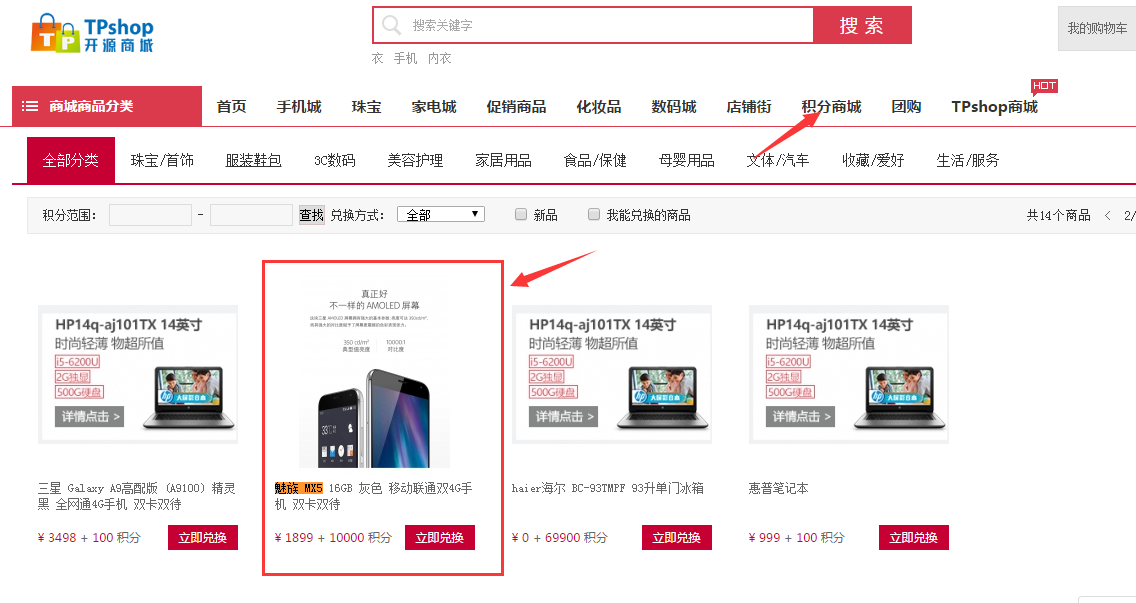 TPshop
开源商城
搜索关键字
搜 索
我的购物车
衣 手机 内衣
HOT
商城商品分类 首页 手机城 珠宝 家电城 促销商品 化妆品 数码城 店铺街 积分商城 团购 TPshop商城
全部分类 珠宝/首饰 服装鞋包 3C数码 美容护理 家居用品 食品/保健 母婴用品 文体/汽车 收藏/爱好 生活/服务
积分范围： - 查找 兑换方式： 全部 新品 我能兑换的商品 共14个商品 < 2/
真正好
不一样的 AMOLED 屏幕
350 cd/m² 10000:1
典型值亮度 对比度
HP14q-aj101TX 14英寸
时尚轻薄 物超所值
i5-6200U
2G独显
500G硬盘
详情点击 >
HP14q-aj101TX 14英寸
时尚轻薄 物超所值
i5-6200U
2G独显
500G硬盘
详情点击 >
HP14q-aj101TX 14英寸
时尚轻薄 物超所值
i5-6200U
2G独显
500G硬盘
详情点击 >
三星 Galaxy A9高配版 (A9100) 精灵
黑 全网通4G手机 双卡双待
¥ 3498 + 100 积分 立即兑换
魅族 MX5 16GB 灰色 移动联通双4G手
机 双卡双待
¥ 1899 + 10000 积分 立即兑换
haier海尔 BC-93TMPF 93升单门冰箱
¥ 0 + 69900 积分 立即兑换
惠普笔记本
¥ 999 + 100 积分 立即兑换